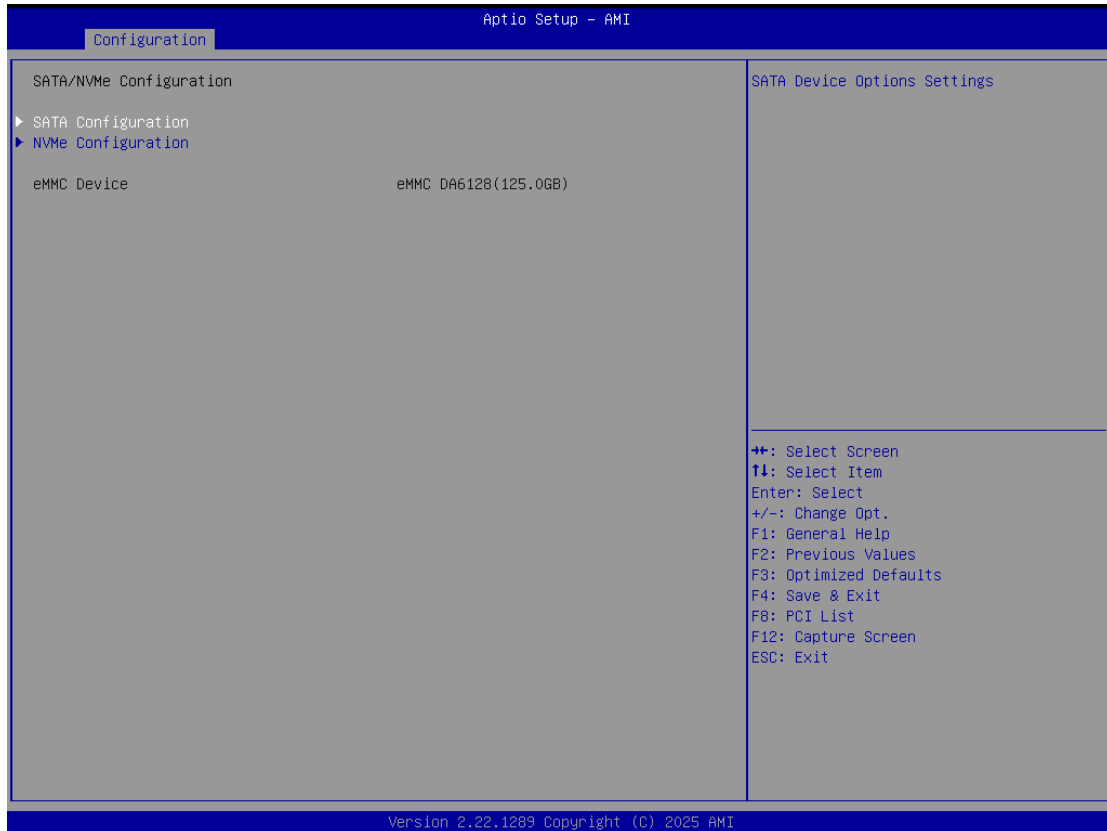 Aptio Setup - AMI
Configuration
SATA/NVMe Configuration
SATA Configuration
NVMe Configuration
eMMC Device eMMC DA6128(125.0GB)
SATA Device Options Settings
→←: Select Screen
↑↓: Select Item
Enter: Select
+/-: Change Opt.
F1: General Help
F2: Previous Values
F3: Optimized Defaults
F4: Save & Exit
F8: PCI List
F12: Capture Screen
ESC: Exit
Version 2.22.1289 Copyright (C) 2025 AMI